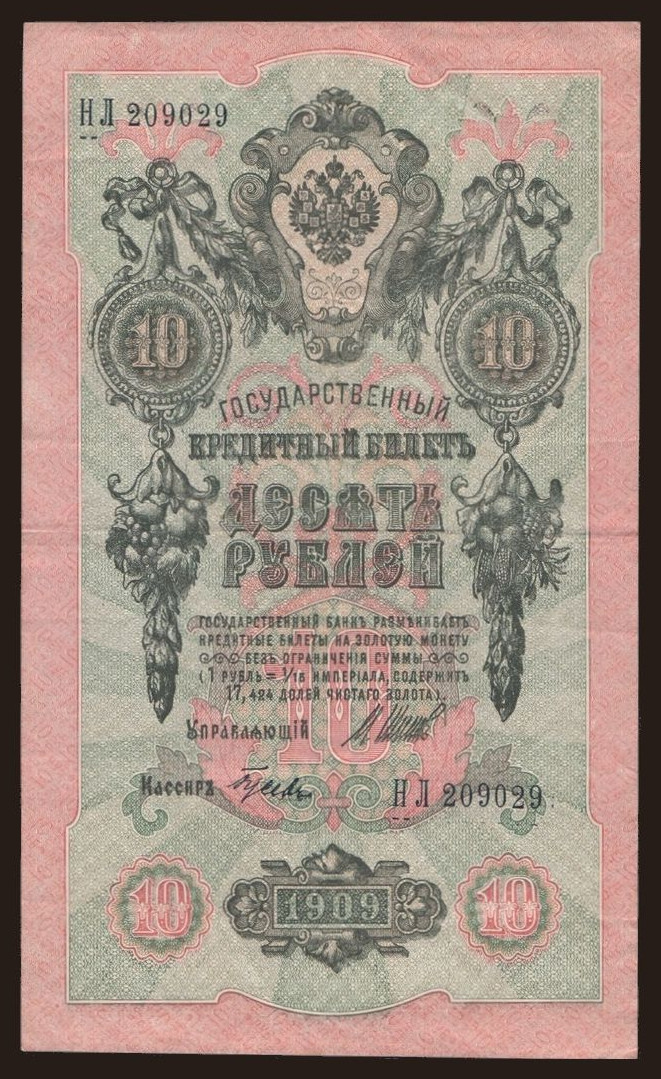 НЛ 209029
10 10
ГОСУДАРСТВЕННЫЙ
КРЕДИТНЫЙ БИЛЕТЪ
ДЕСЯТЬ
РУБЛЕЙ
ГОСУДАРСТВЕННЫЙ БАНКЪ РАЗМѢНИВАЕТЪ
КРЕДИТНЫЕ БИЛЕТЫ НА ЗОЛОТУЮ МОНЕТУ
БЕЗЪ ОГРАНИЧЕНІЯ СУММЫ
(1 РУБЛЬ = 1/15 ИМПЕРІАЛА, СОДЕРЖИТЪ
17,424 ДОЛЕЙ ЧИСТАГО ЗОЛОТА).
10
УПРАВЛЯЮЩІЙ
КАССИРЪ
НЛ 209029
10 1909 10